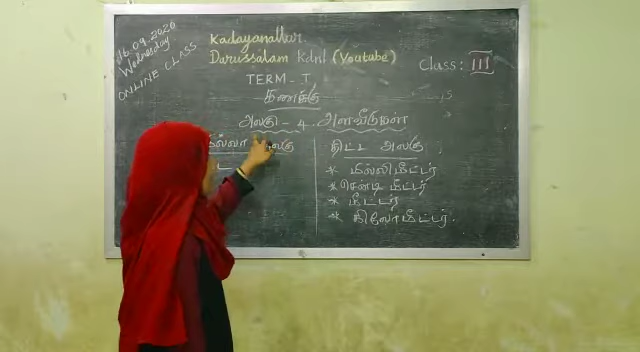 16.09.2020
Wednesday
ONLINE CLASS
Kadayanallur
Darussalam Kdnl (Youtube)
Class: III
TERM - I
கணக்கு
அலகு - 4 அளவீடுகள்
திட்ட அலகு
* மில்லிமீட்டர்
* சென்டி மீட்டர்
* மீட்டர்
* கிலோமீட்டர்.